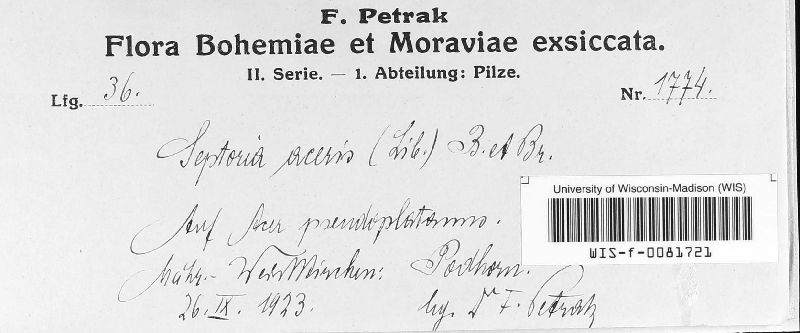 F. Petrak
Flora Bohemiae et Moraviae exsiccata.
II. Serie. — 1. Abteilung: Pilze.
Lfg. 36.
Nr. 1774.
Septoria aceris (Lib.) B. et Br.
University of Wisconsin-Madison (WIS)
WIS-f-0081721
Auf Acer pseudoplatanus.
Mähr.-Weisskirchen: Podhorn.
26. IX. 1923. lg. Dr F. Petrak